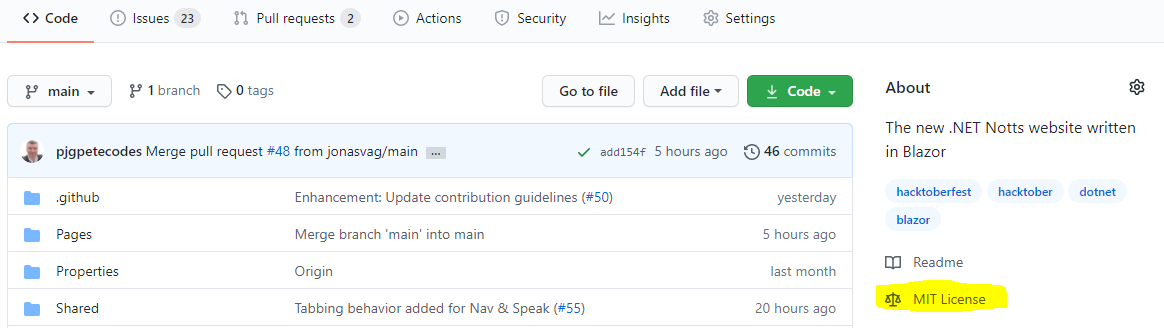 Code Issues 23 Pull requests 2 Actions Security Insights Settings
main 1 branch 0 tags Go to file Add file Code
pjgpetecodes Merge pull request #48 from jonasvag/main ... add154f 5 hours ago 46 commits
.github Enhancement: Update contribution guidelines (#50) yesterday
Pages Merge branch 'main' into main 5 hours ago
Properties Origin last month
Shared Tabbing behavior added for Nav & Speak (#55) 20 hours ago
About
The new .NET Notts website written
in Blazor
hacktoberfest hacktober dotnet
blazor
Readme
MIT License